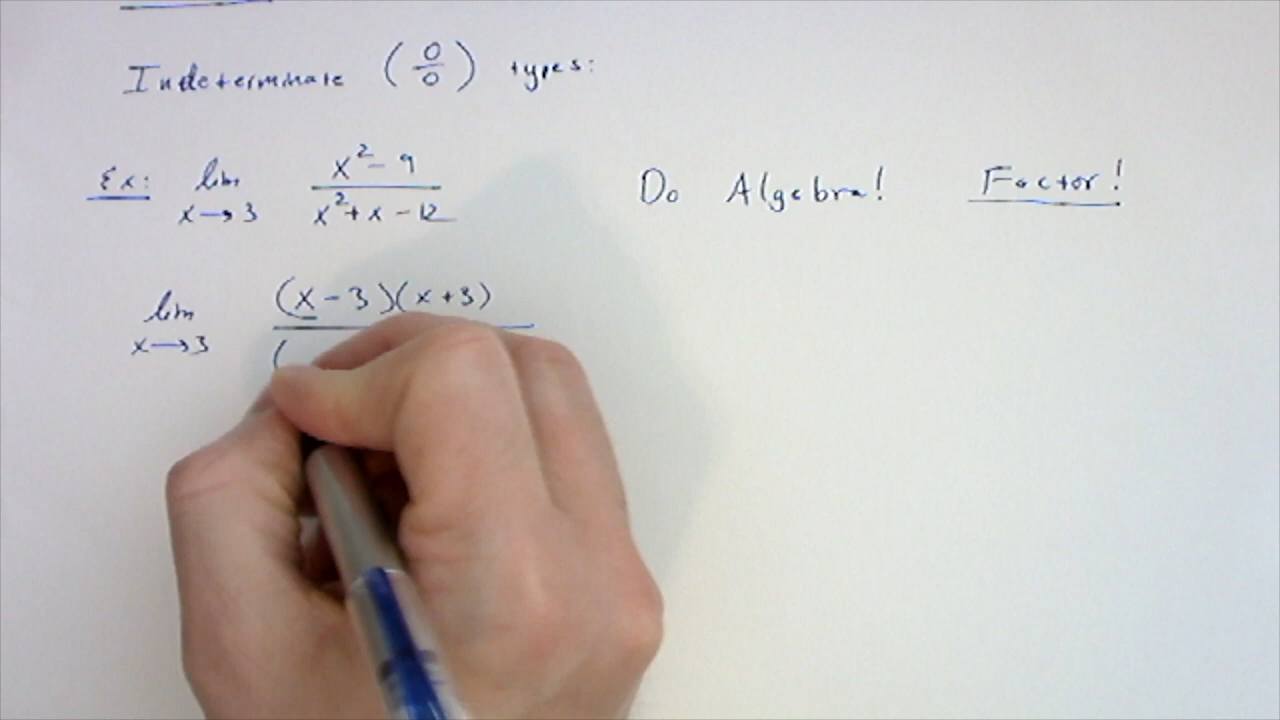 Indeterminate (0/0) types:
Ex: lim x→3 (x²-9)/(x²+x-12) Do Algebra! Factor!
lim x→3 (x-3)(x+3)
(